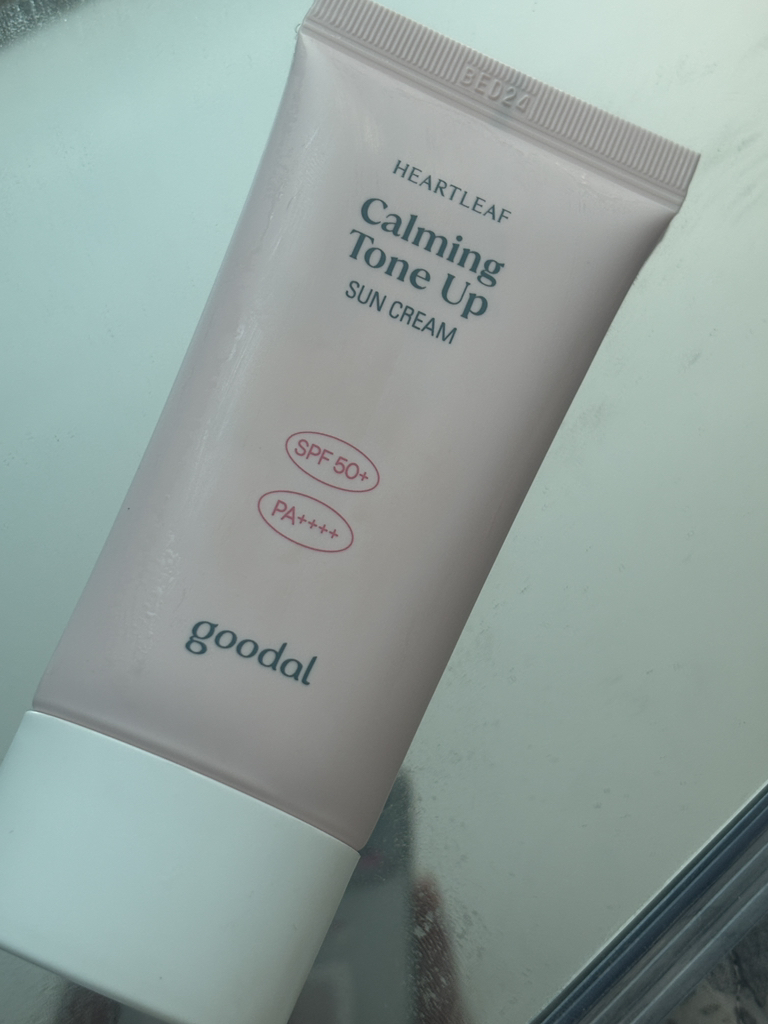 BED24
HEARTLEAF
Calming
Tone Up
SUN CREAM
SPF 50+
PA++++
goodal